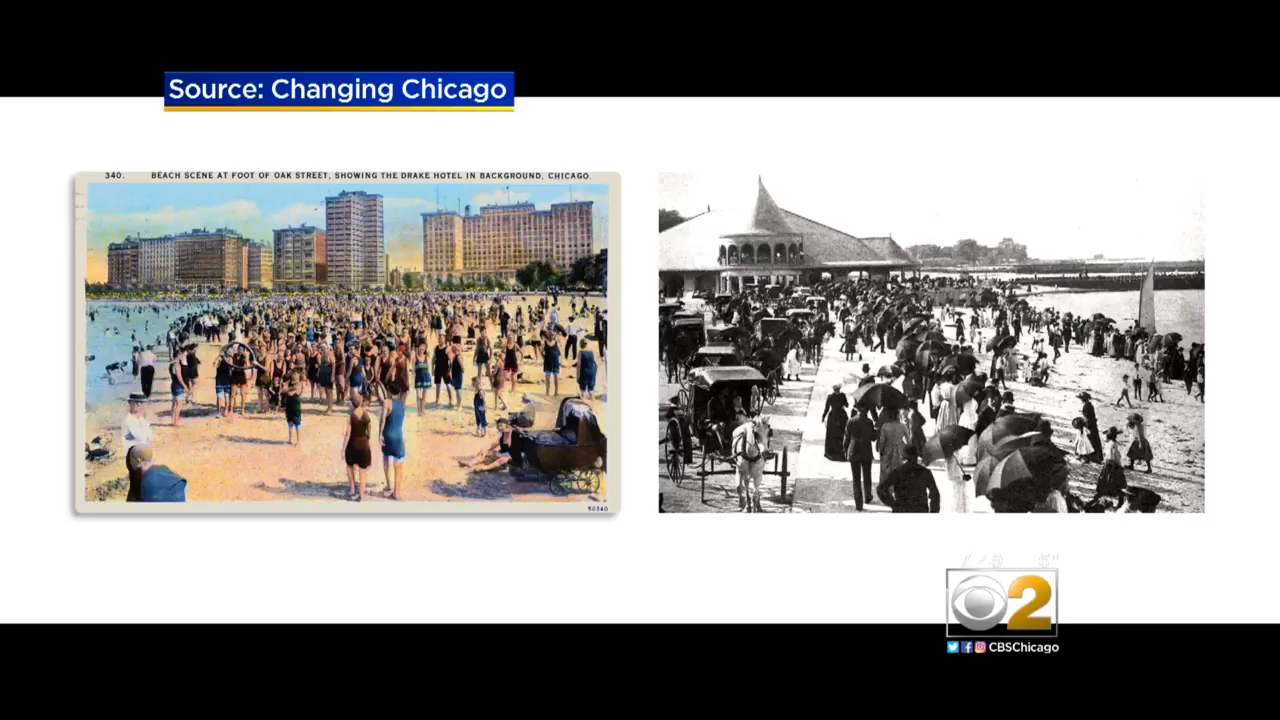 Source: Changing Chicago
340. BEACH SCENE AT FOOT OF OAK STREET, SHOWING THE DRAKE HOTEL IN BACKGROUND, CHICAGO.
50340
2
CBSChicago